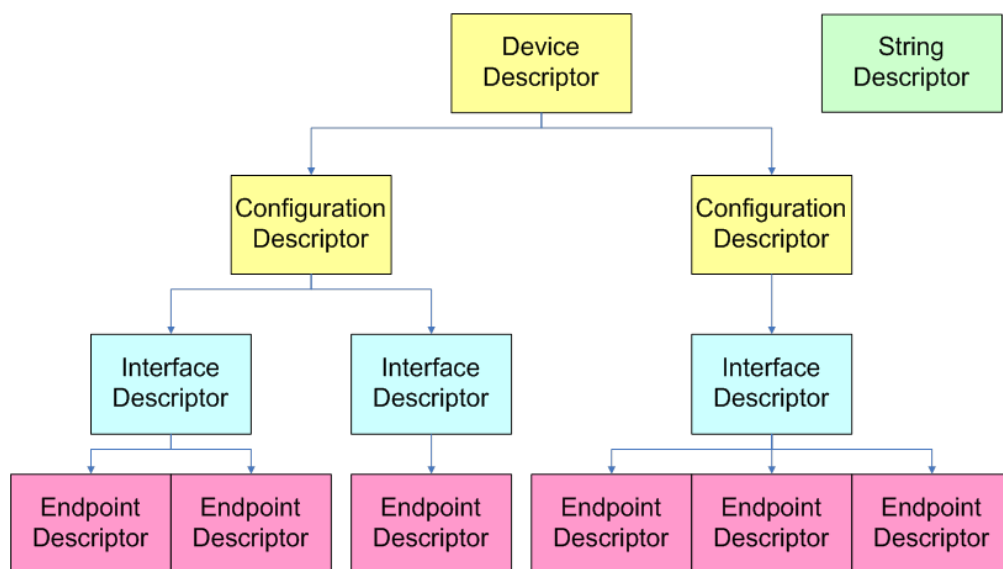 Device
Descriptor
String
Descriptor
Configuration
Descriptor
Configuration
Descriptor
Interface
Descriptor
Interface
Descriptor
Interface
Descriptor
Endpoint
Descriptor
Endpoint
Descriptor
Endpoint
Descriptor
Endpoint
Descriptor
Endpoint
Descriptor
Endpoint
Descriptor